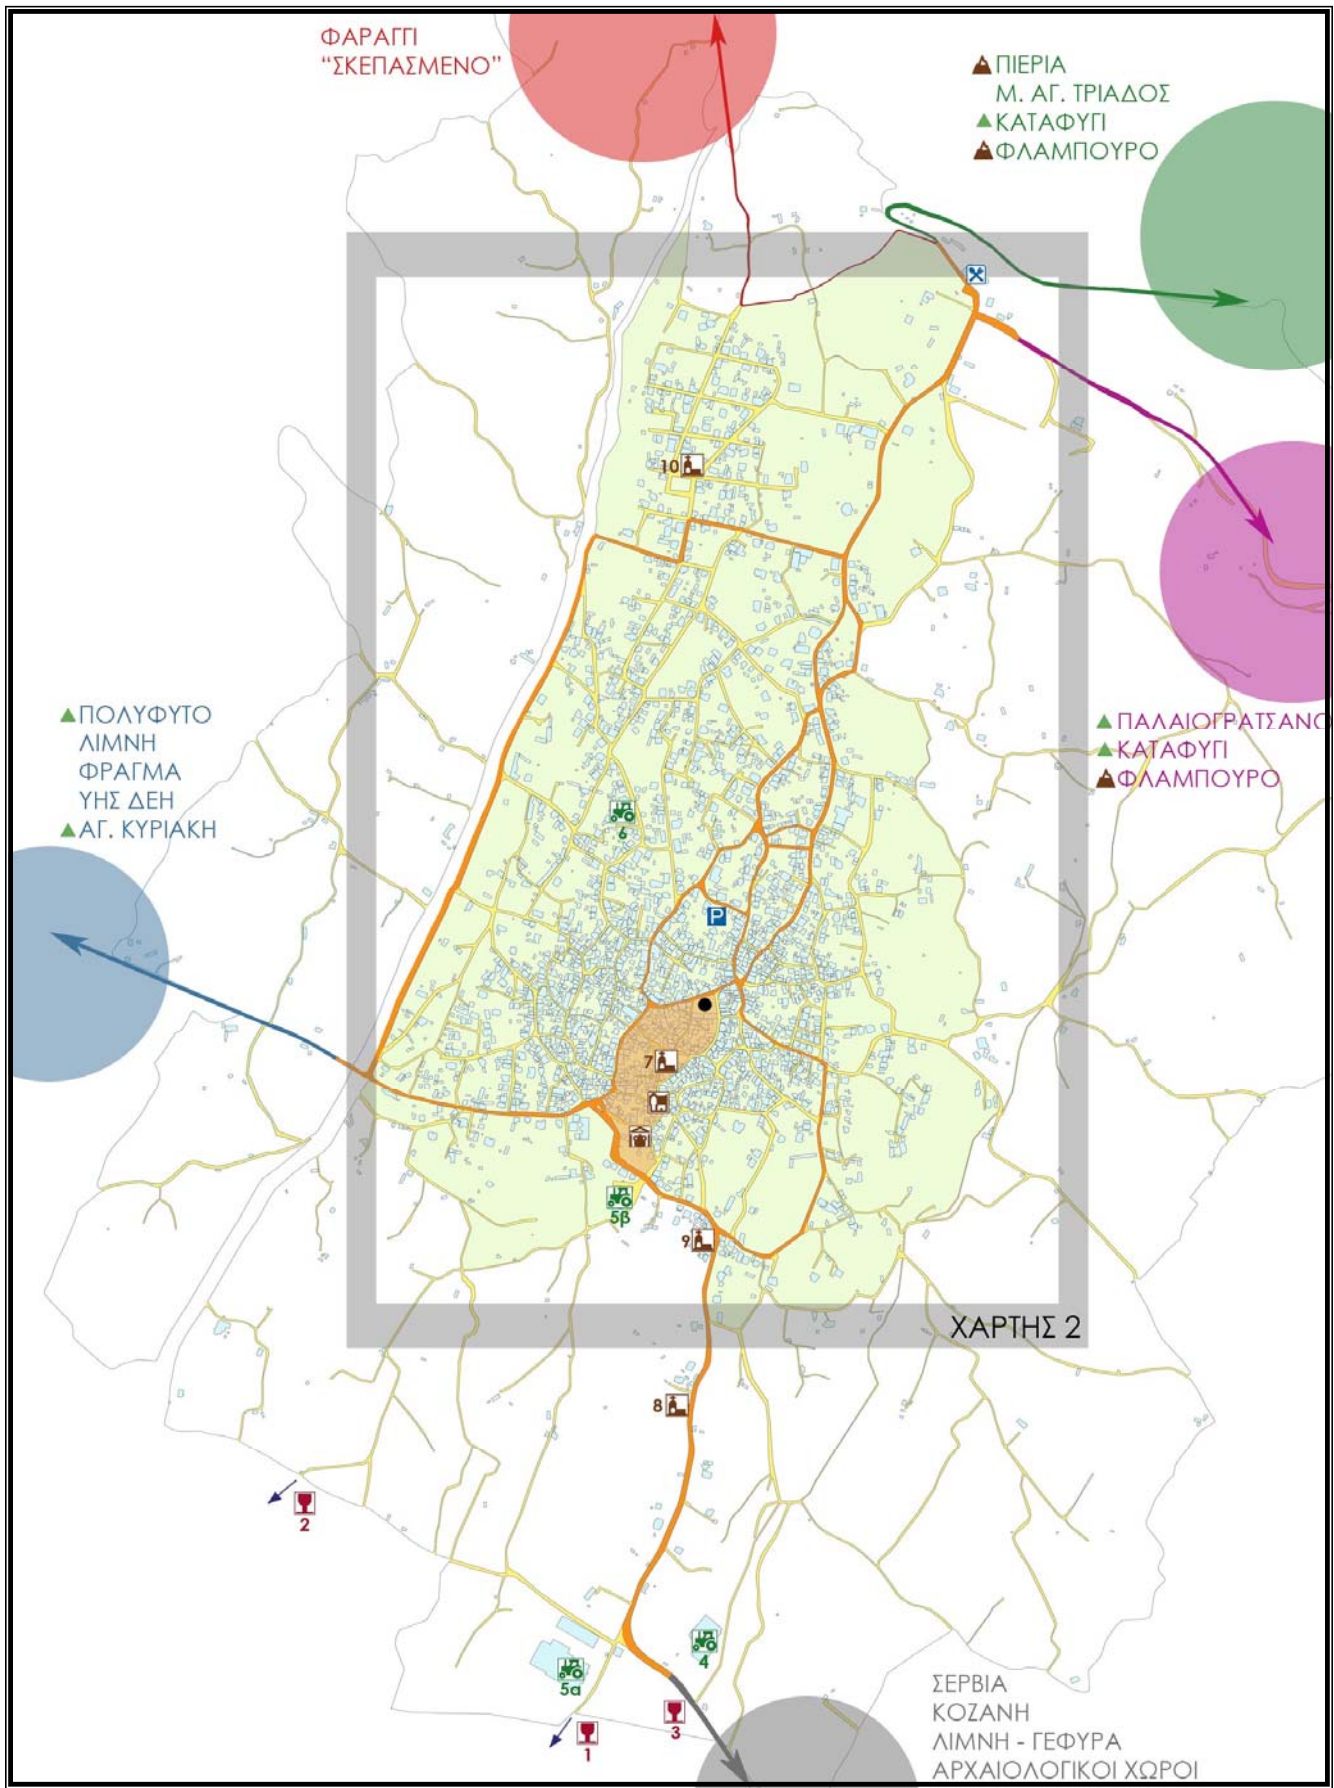 ΦΑΡΑΓΓΙ
“ΣΚΕΠΑΣΜΕΝΟ”
ΠΙΕΡΙΑ
Μ. ΑΓ. ΤΡΙΑΔΟΣ
ΚΑΤΑΦΥΓΙ
ΦΛΑΜΠΟΥΡΟ
10
ΠΟΛΥΦΥΤΟ
ΛΙΜΝΗ
ΦΡΑΓΜΑ
ΥΗΣ ΔΕΗ
ΑΓ. ΚΥΡΙΑΚΗ
ΠΑΛΑΙΟΓΡΑΤΣΑΝΟ
ΚΑΤΑΦΥΓΙ
ΦΛΑΜΠΟΥΡΟ
6
P
7
5β
9
ΧΑΡΤΗΣ 2
8
2
4
5α
3
1
ΣΕΡΒΙΑ
ΚΟΖΑΝΗ
ΛΙΜΝΗ - ΓΕΦΥΡΑ
ΑΡΧΑΙΟΛΟΓΙΚΟΙ ΧΩΡΟΙ